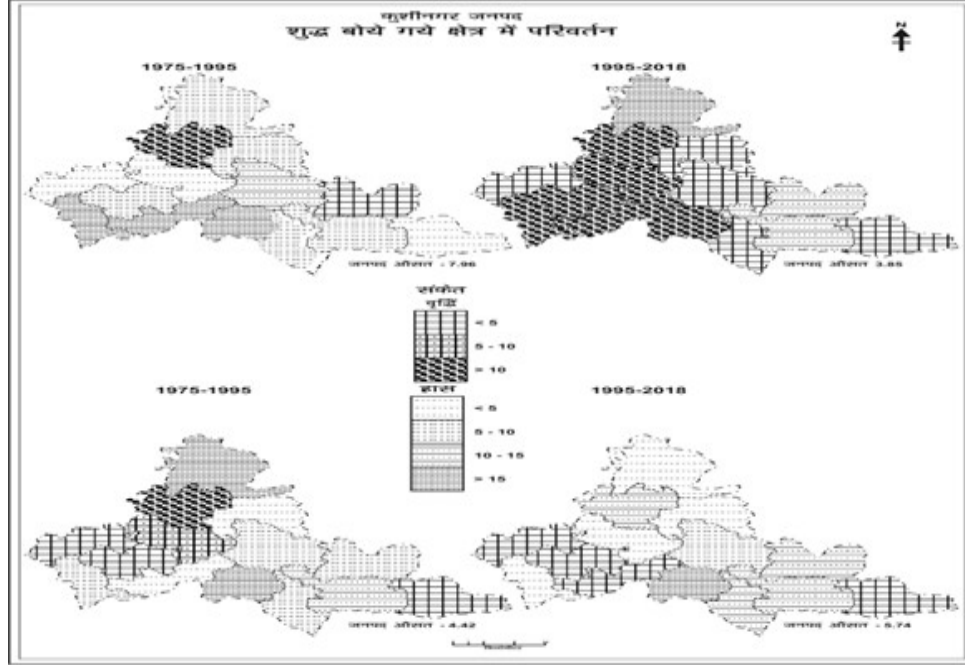 कुशीनगर जनपद
शुद्ध बोये गये क्षेत्र में परिवर्तन
N
1975-1995
1995-2018
जनपद औसत - 7.96
जनपद औसत 3.85
संकेत
वृद्धि
< 5
5 - 10
> 10
ह्रास
< 5
5 - 10
10 - 15
> 15
1975-1995
1995-2018
जनपद औसत - 4.42
जनपद औसत - 5.74